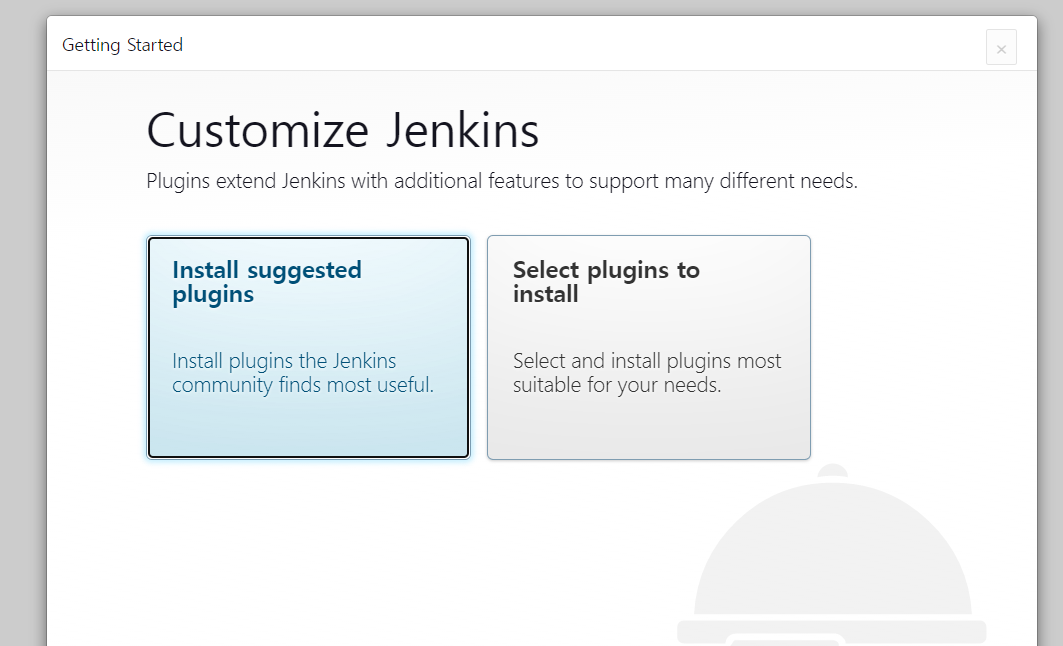 Getting Started
×
Customize Jenkins
Plugins extend Jenkins with additional features to support many different needs.
Install suggested
plugins
Install plugins the Jenkins
community finds most useful.
Select plugins to
install
Select and install plugins most
suitable for your needs.